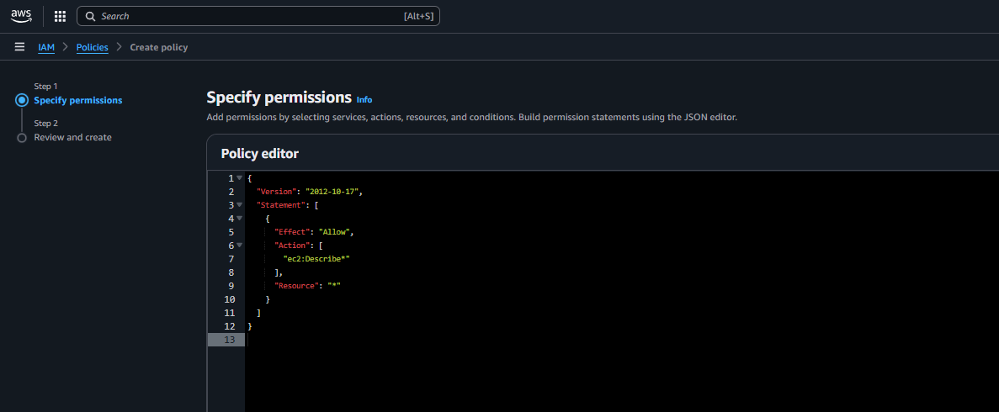 aws
Search [Alt+S]
IAM > Policies > Create policy
Step 1
Specify permissions
Step 2
Review and create
Specify permissions Info
Add permissions by selecting services, actions, resources, and conditions. Build permission statements using the JSON editor.
Policy editor
1 {
2   "Version": "2012-10-17",
3   "Statement": [
4     {
5       "Effect": "Allow",
6       "Action": [
7         "ec2:Describe*"
8       ],
9       "Resource": "*"
10     }
11   ]
12 }
13